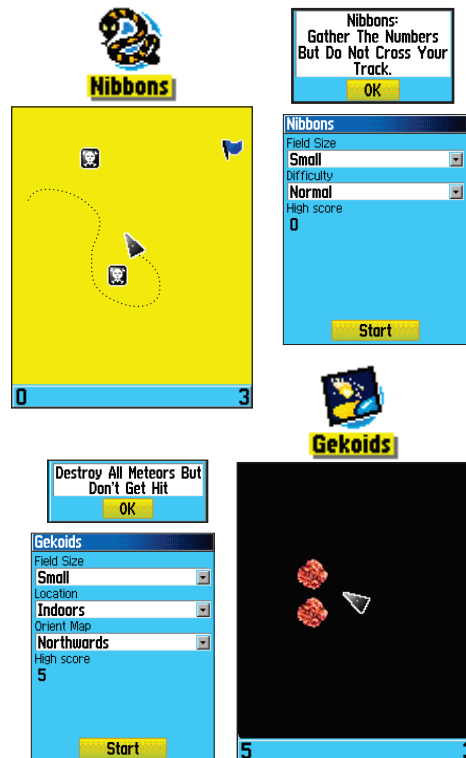 Nibbons
Nibbons:
Gather The Numbers
But Do Not Cross Your
Track.
OK
Nibbons
Field Size
Small
Difficulty
Normal
High score
0
Start
0 3
Gekoids
Destroy All Meteors But
Don't Get Hit
OK
Gekoids
Field Size
Small
Location
Indoors
Orient Map
Northwards
High score
5
Start
5